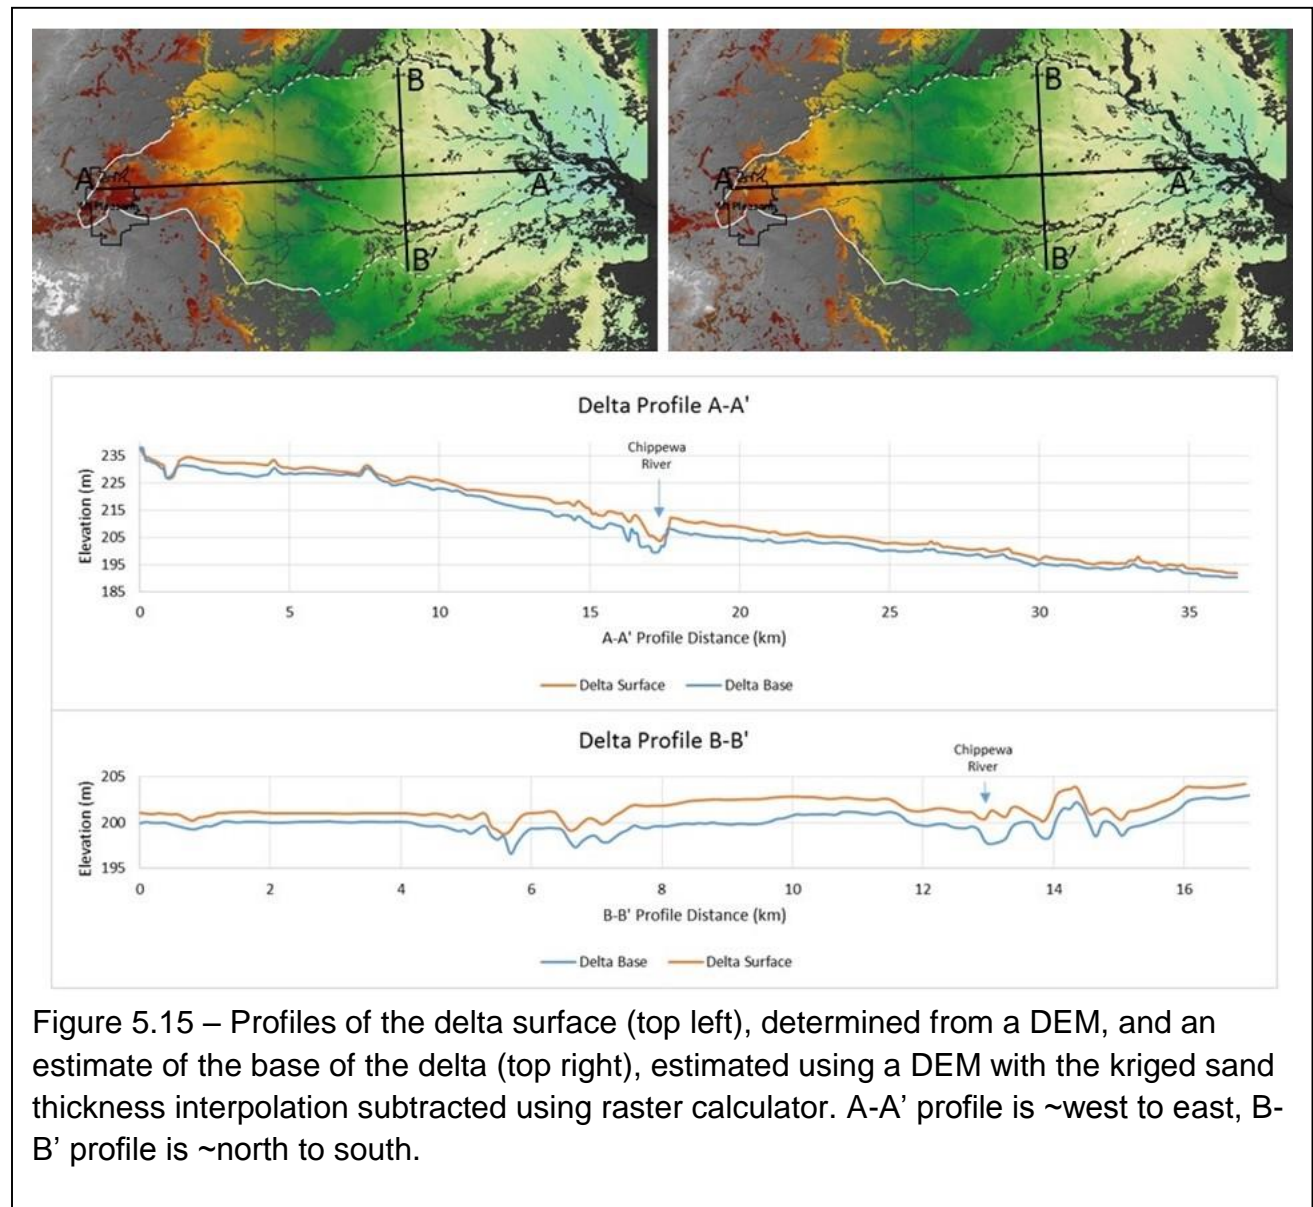 B
A
A'
B'
B
A
A'
B'
Delta Profile A-A'
Chippewa
River
Elevation (m)
235
225
215
205
195
185
0 5 10 15 20 25 30 35
A-A' Profile Distance (km)
Delta Surface Delta Base
Delta Profile B-B'
Chippewa
River
Elevation (m)
205
200
195
0 2 4 6 8 10 12 14 16
B-B' Profile Distance (km)
Delta Base Delta Surface
Figure 5.15 – Profiles of the delta surface (top left), determined from a DEM, and an
estimate of the base of the delta (top right), estimated using a DEM with the kriged sand
thickness interpolation subtracted using raster calculator. A-A’ profile is ~west to east, B-
B’ profile is ~north to south.